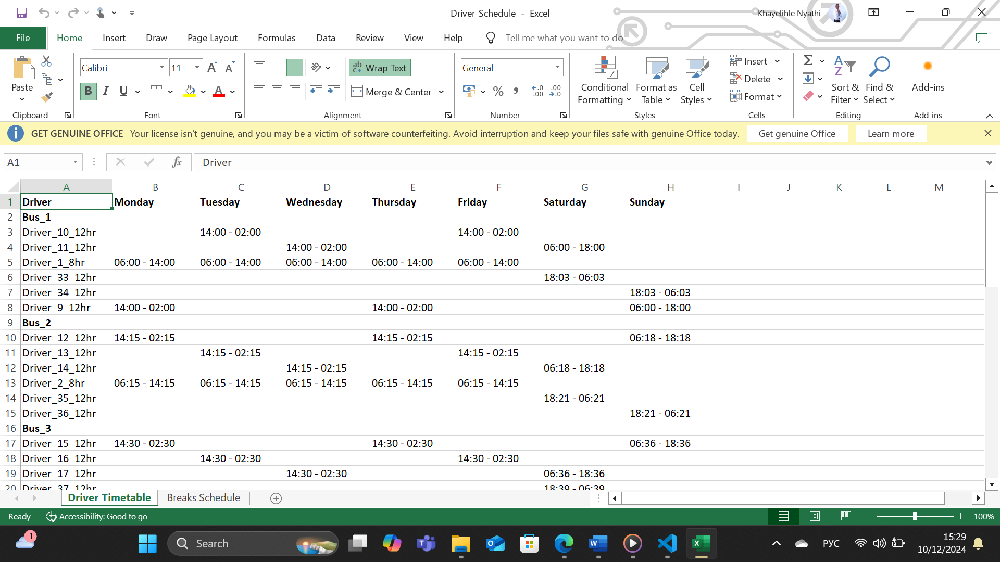 Driver_Schedule - Excel
Khayelihle Nyathi
File Home Insert Draw Page Layout Formulas Data Review View Help Tell me what you want to do
Paste
Clipboard
Calibri 11
B I U
Font
Wrap Text
Merge & Center
Alignment
General
Number
Conditional Formatting
Format as Table
Cell Styles
Styles
Insert
Delete
Format
Cells
Sort & Filter
Find & Select
Editing
Add-ins
Add-ins
GET GENUINE OFFICE Your license isn't genuine, and you may be a victim of software counterfeiting. Avoid interruption and keep your files safe with genuine Office today. Get genuine Office Learn more
A1 fx Driver
A B C D E F G H I J K L M
1 Driver Monday Tuesday Wednesday Thursday Friday Saturday Sunday
2 Bus_1
3 Driver_10_12hr 14:00 - 02:00 14:00 - 02:00
4 Driver_11_12hr 14:00 - 02:00 06:00 - 18:00
5 Driver_1_8hr 06:00 - 14:00 06:00 - 14:00 06:00 - 14:00 06:00 - 14:00 06:00 - 14:00
6 Driver_33_12hr 18:03 - 06:03
7 Driver_34_12hr 18:03 - 06:03
8 Driver_9_12hr 14:00 - 02:00 14:00 - 02:00 06:00 - 18:00
9 Bus_2
10 Driver_12_12hr 14:15 - 02:15 14:15 - 02:15 06:18 - 18:18
11 Driver_13_12hr 14:15 - 02:15 14:15 - 02:15
12 Driver_14_12hr 14:15 - 02:15 06:18 - 18:18
13 Driver_2_8hr 06:15 - 14:15 06:15 - 14:15 06:15 - 14:15 06:15 - 14:15 06:15 - 14:15
14 Driver_35_12hr 18:21 - 06:21
15 Driver_36_12hr 18:21 - 06:21
16 Bus_3
17 Driver_15_12hr 14:30 - 02:30 14:30 - 02:30 06:36 - 18:36
18 Driver_16_12hr 14:30 - 02:30 14:30 - 02:30
19 Driver_17_12hr 14:30 - 02:30 06:36 - 18:36
20 Driver_37_12hr 18:39 - 06:39
Driver Timetable Breaks Schedule
Ready Accessibility: Good to go 100%
1 Search РУС 15:29
10/12/2024